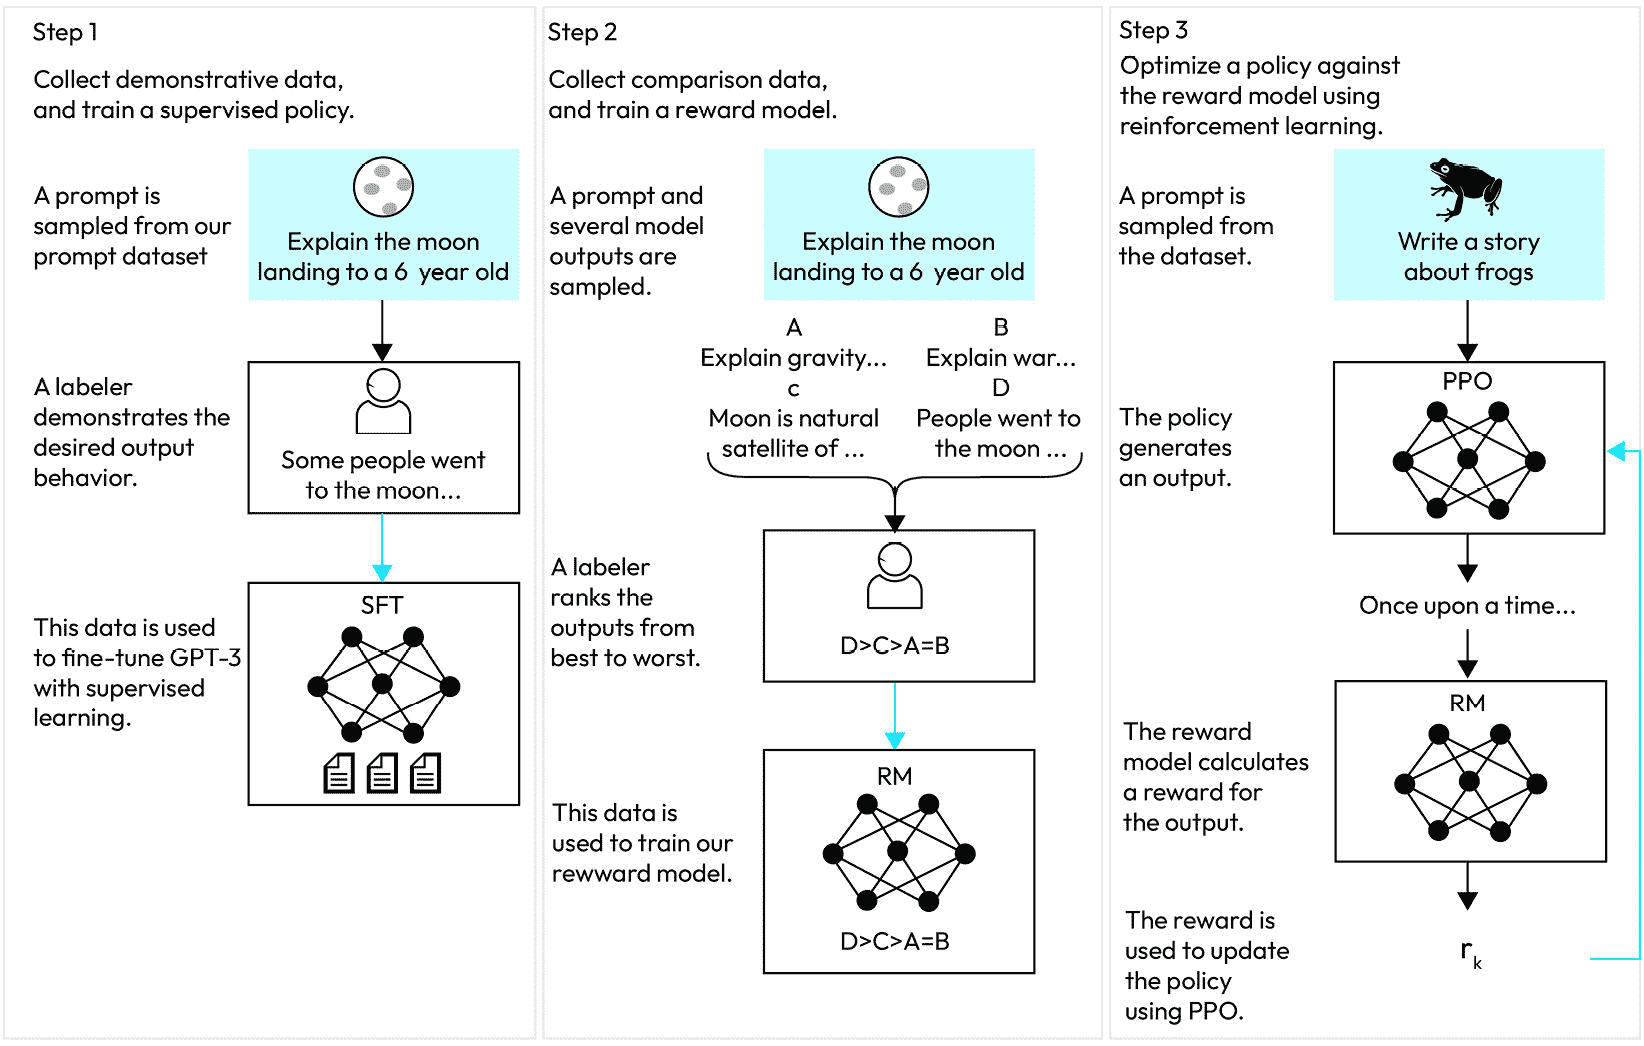 Step 1
Collect demonstrative data,
and train a supervised policy.
A prompt is
sampled from our
prompt dataset
Explain the moon
landing to a 6 year old
A labeler
demonstrates the
desired output
behavior.
Some people went
to the moon...
This data is used
to fine-tune GPT-3
with supervised
learning.
SFT
Step 2
Collect comparison data,
and train a reward model.
A prompt and
several model
outputs are
sampled.
Explain the moon
landing to a 6 year old
A
Explain gravity...
B
Explain war...
c
Moon is natural
satellite of ...
D
People went to
the moon ...
A labeler
ranks the
outputs from
best to worst.
D>C>A=B
This data is
used to train our
rewward model.
RM
D>C>A=B
Step 3
Optimize a policy against
the reward model using
reinforcement learning.
A prompt is
sampled from
the dataset.
Write a story
about frogs
The policy
generates
an output.
PPO
Once upon a time...
The reward
model calculates
a reward for
the output.
RM
The reward is
used to update
the policy
using PPO.
rk